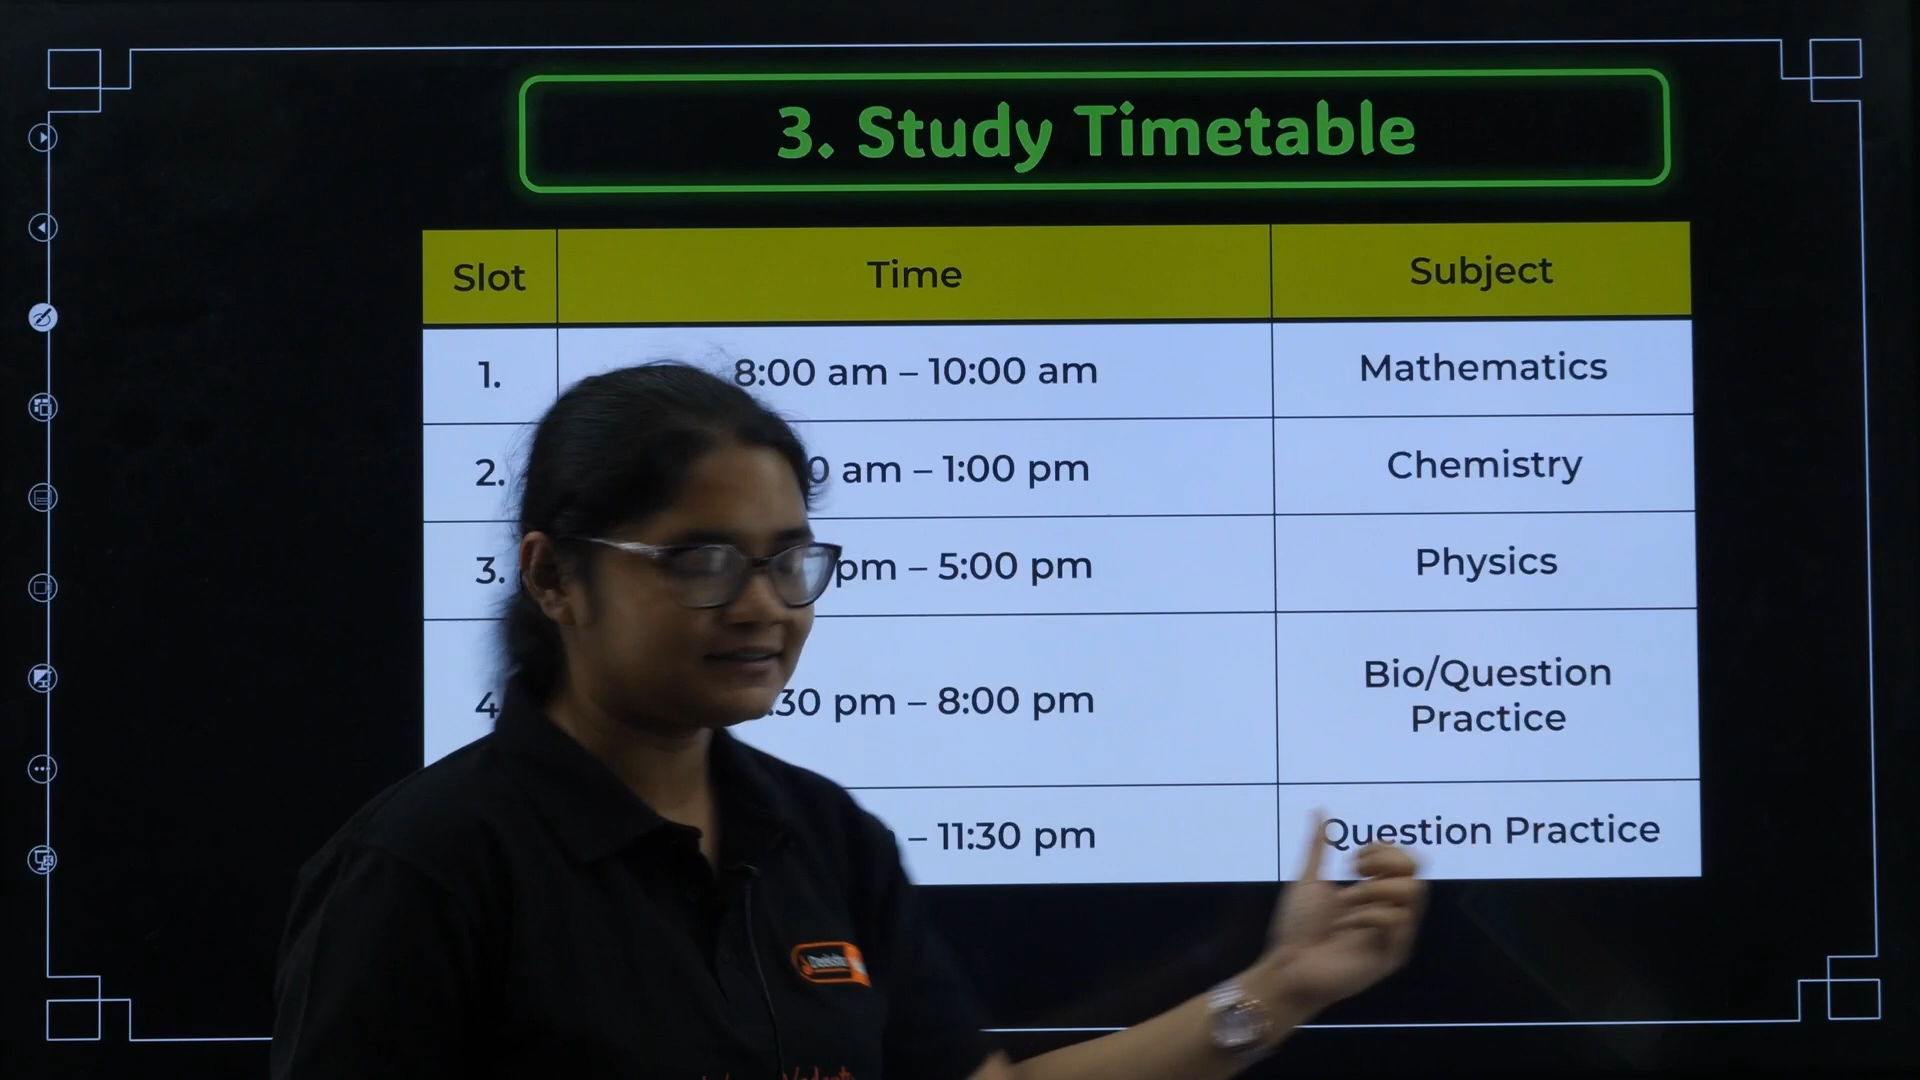 3. Study Timetable
Slot Time Subject
1. 8:00 am – 10:00 am Mathematics
2. am – 1:00 pm Chemistry
3. pm – 5:00 pm Physics
4 30 pm – 8:00 pm Bio/Question
Practice
– 11:30 pm Question Practice